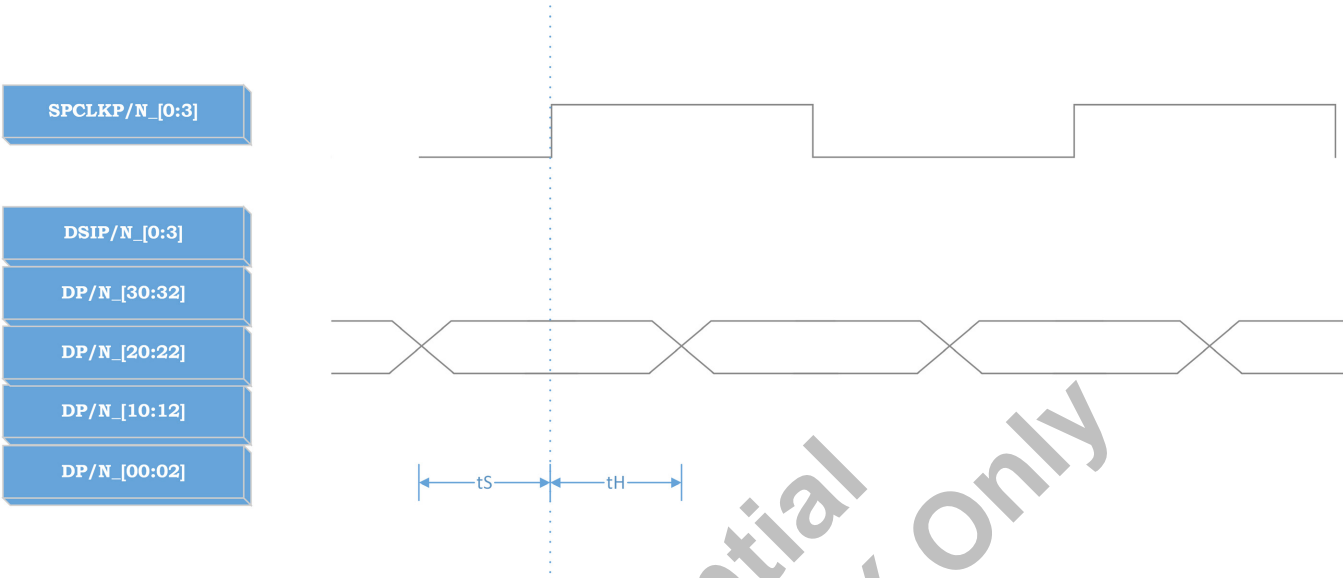 SPCLKP/N_[0:3]
DSIP/N_[0:3]
DP/N_[30:32]
DP/N_[20:22]
DP/N_[10:12]
DP/N_[00:02]
tS tH
Only